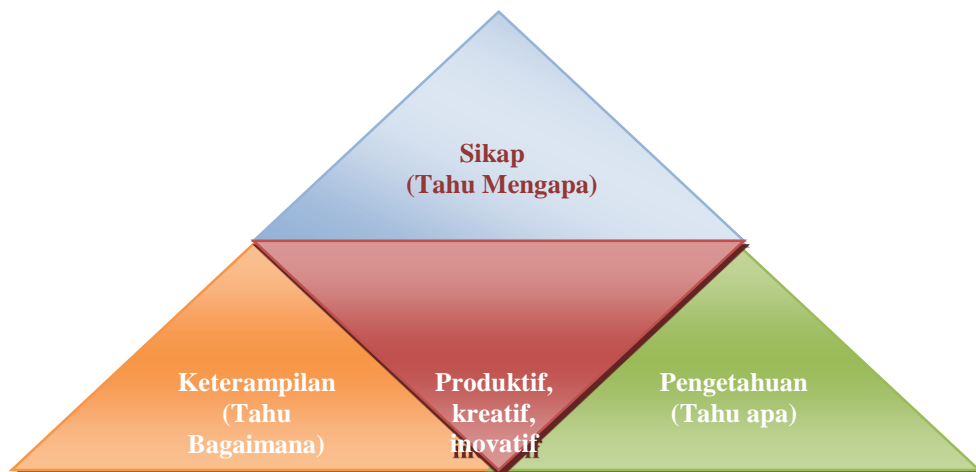 Sikap
(Tahu Mengapa)
Keterampilan
(Tahu
Bagaimana)
Produktif,
kreatif,
inovatif
Pengetahuan
(Tahu apa)